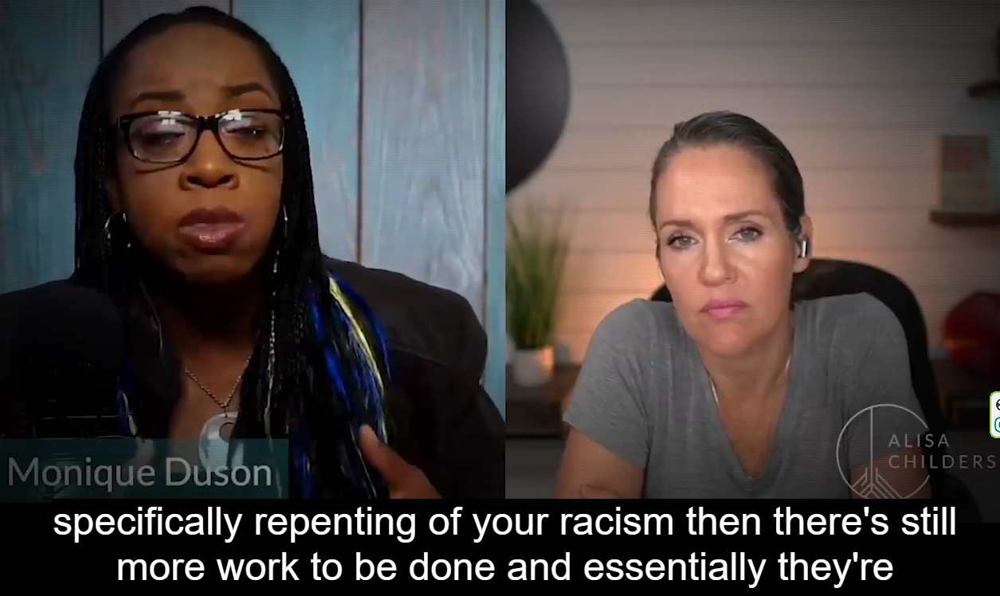 Monique Duson
ALISA
CHILDERS
specifically repenting of your racism then there's still
more work to be done and essentially they're